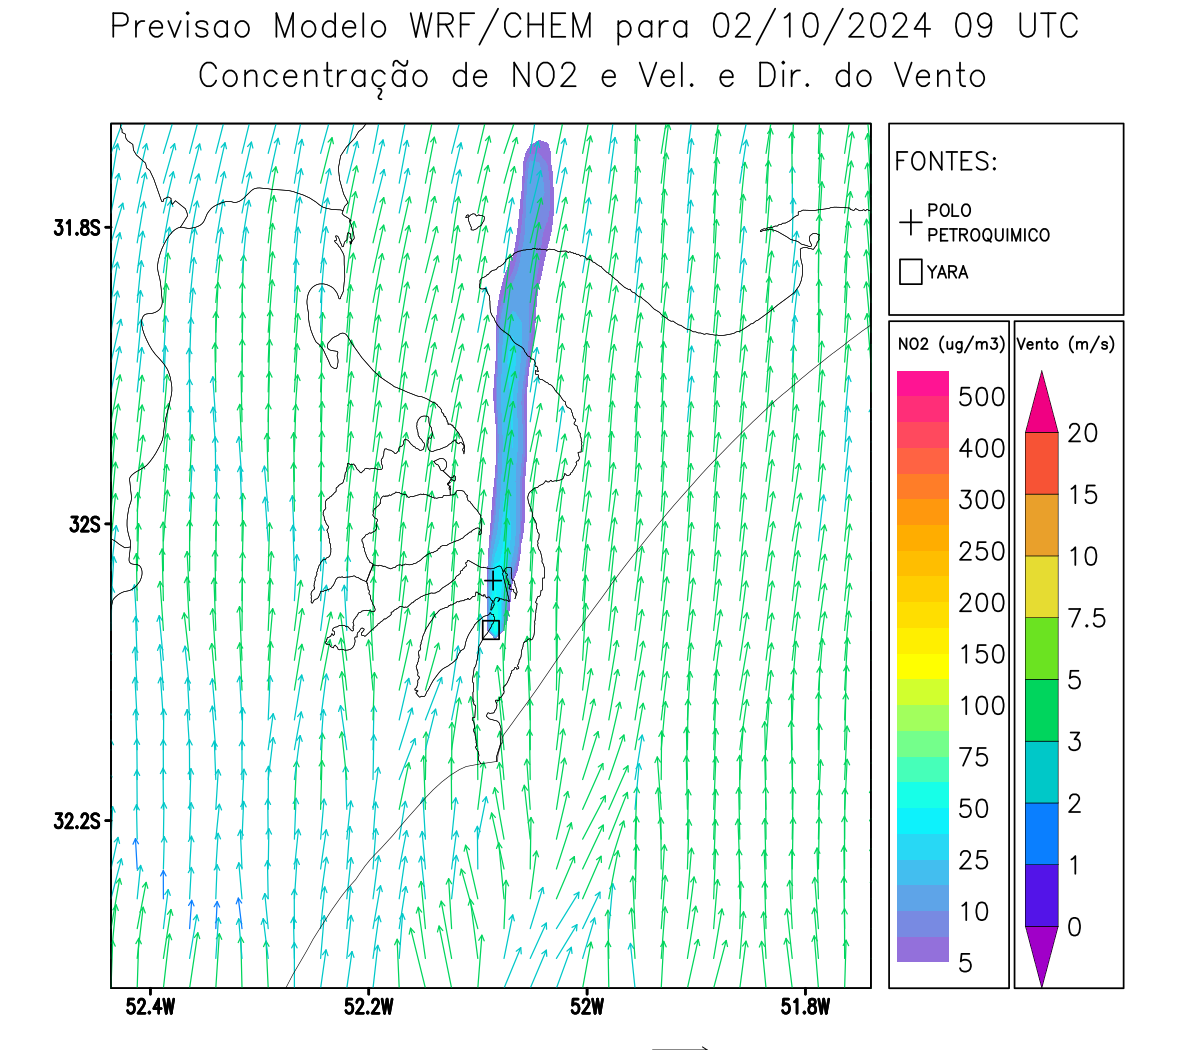 Previsao Modelo WRF/CHEM para 02/10/2024 09 UTC
Concentração de NO2 e Vel. e Dir. do Vento
FONTES:
POLO
PETROQUIMICO
YARA
31.8S
32S
32.2S
52.4W
52.2W
52W
51.8W
NO2 (ug/m3)
500
400
300
250
200
150
100
75
50
25
10
5
Vento (m/s)
20
15
10
7.5
5
3
2
1
0